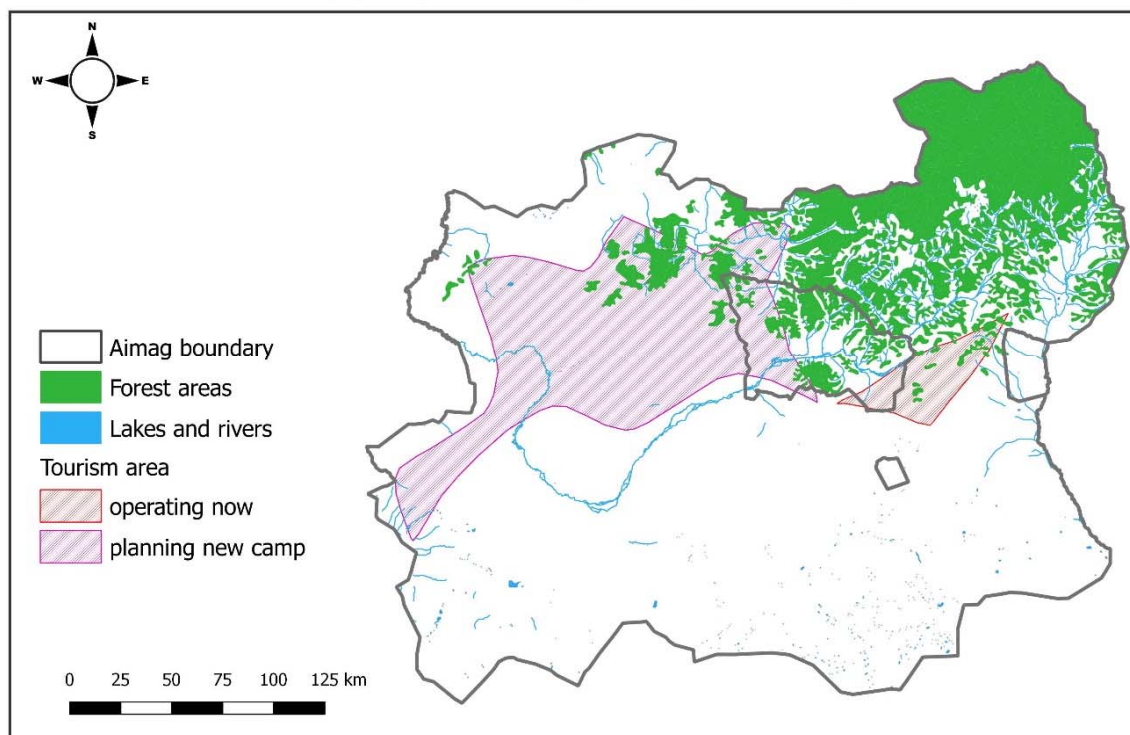 N
W E
S
Aimag boundary
Forest areas
Lakes and rivers
Tourism area
operating now
planning new camp
0 25 50 75 100 125 km